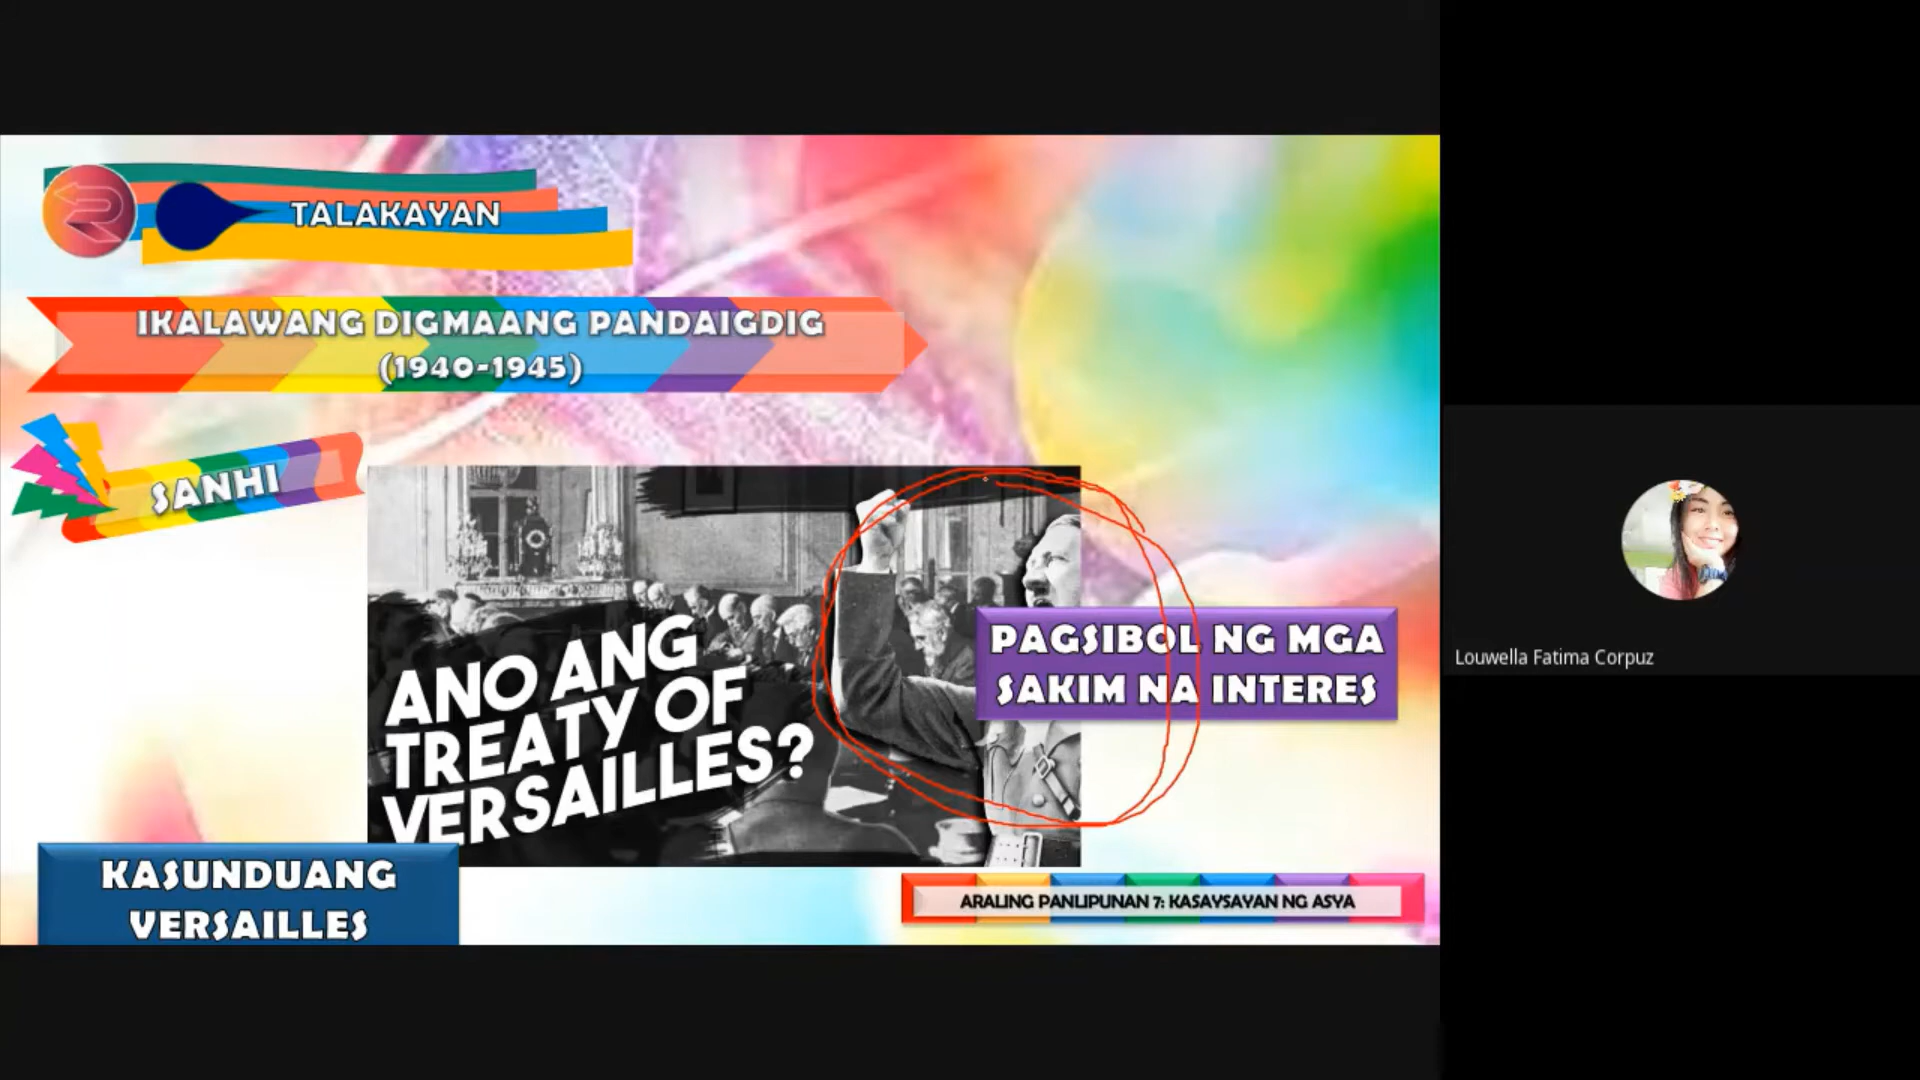 TALAKAYAN
IKALAWANG DIGMAANG PANDAIGDIG
(1940-1945)
SANHI
ANO ANG
TREATY OF
VERSAILLES?
PAGSIBOL NG MGA
SAKIM NA INTERES
Louwella Fatima Corpuz
KASUNDUANG
VERSAILLES
ARALING PANLIPUNAN 7: KASAYSAYAN NG ASYA